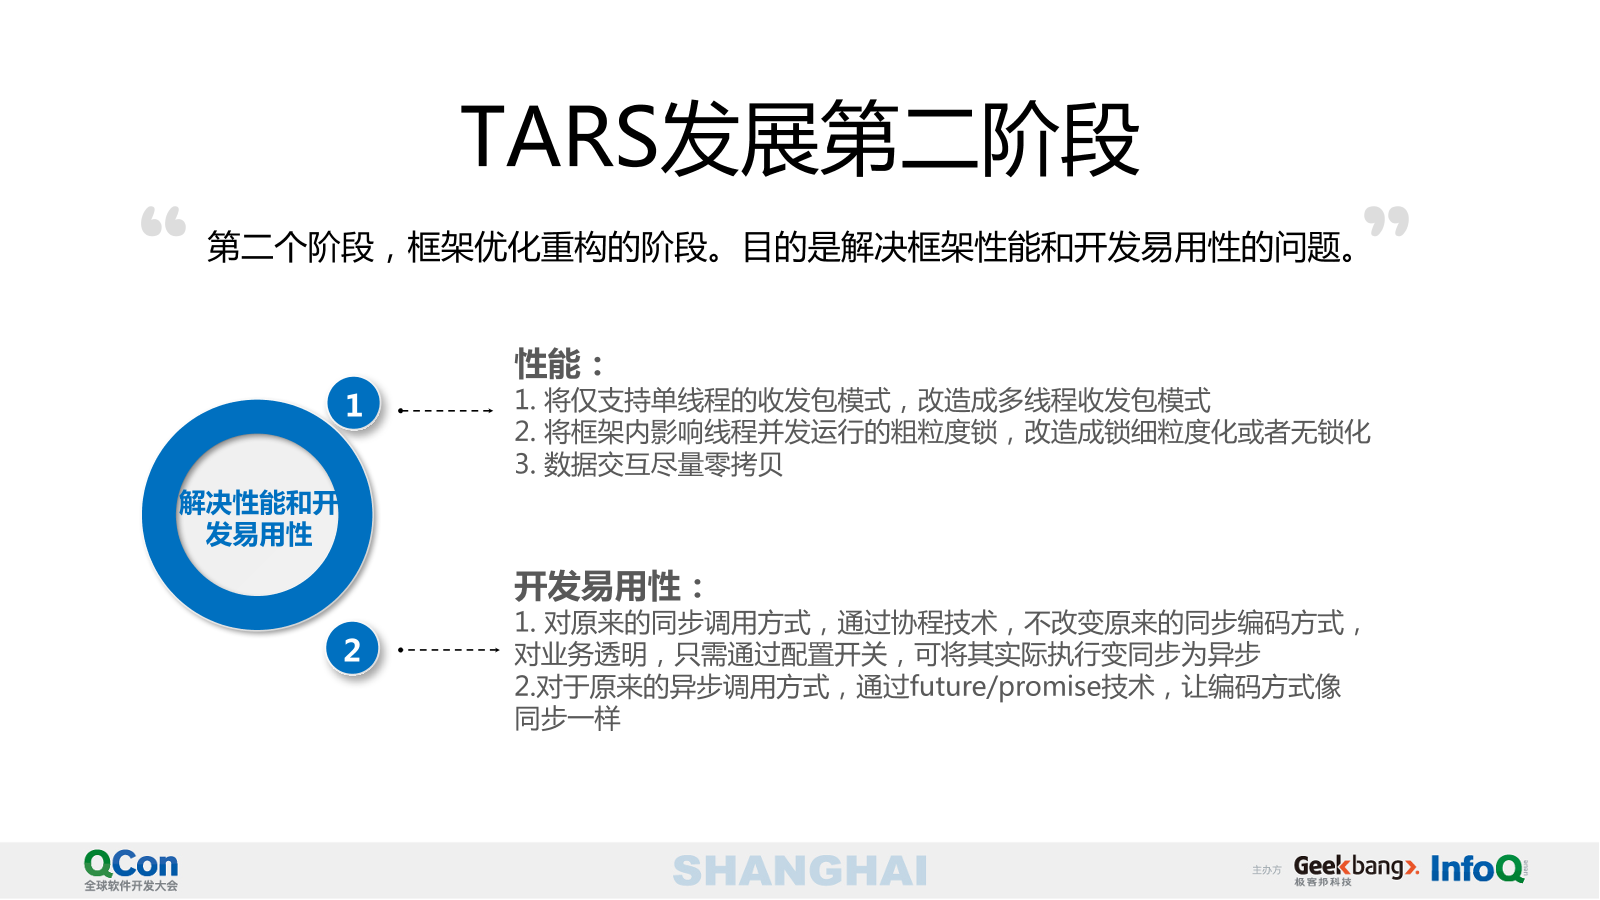 TARS发展第二阶段
“
第二个阶段，框架优化重构的阶段。目的是解决框架性能和开发易用性的问题。
”
性能：
1. 将仅支持单线程的收发包模式，改造成多线程收发包模式
2. 将框架内影响线程并发运行的粗粒度锁，改造成锁细粒度化或者无锁化
3. 数据交互尽量零拷贝
1
解决性能和开
发易用性
2
开发易用性：
1. 对原来的同步调用方式，通过协程技术，不改变原来的同步编码方式，
对业务透明，只需通过配置开关，可将其实际执行变同步为异步
2.对于原来的异步调用方式，通过future/promise技术，让编码方式像
同步一样
QCon
全球软件开发大会
SHANGHAI
主办方
Geekbang>.
极客邦科技
InfoQ